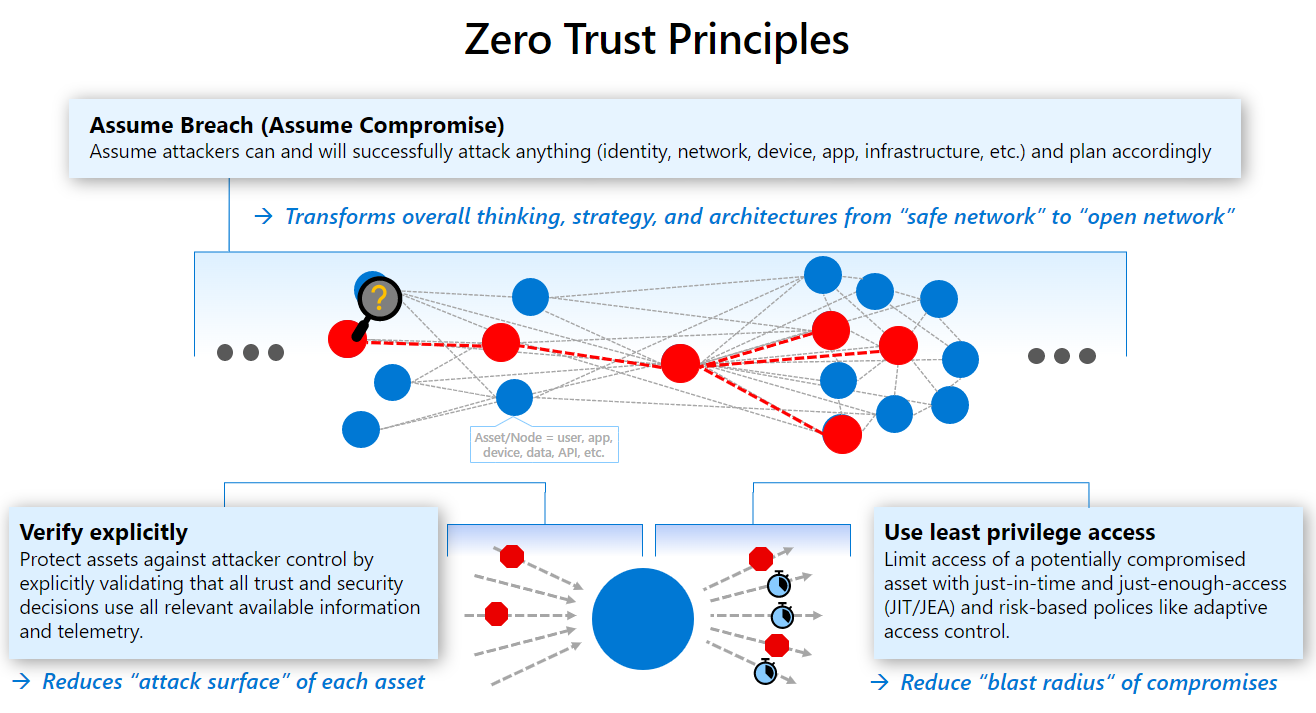 Zero Trust Principles
Assume Breach (Assume Compromise)
Assume attackers can and will successfully attack anything (identity, network, device, app, infrastructure, etc.) and plan accordingly
→ Transforms overall thinking, strategy, and architectures from “safe network” to “open network”
?
Asset/Node = user, app,
device, data, API, etc.
Verify explicitly
Protect assets against attacker control by
explicitly validating that all trust and security
decisions use all relevant available information
and telemetry.
→ Reduces “attack surface” of each asset
Use least privilege access
Limit access of a potentially compromised
asset with just-in-time and just-enough-access
(JIT/JEA) and risk-based polices like adaptive
access control.
→ Reduce “blast radius“ of compromises